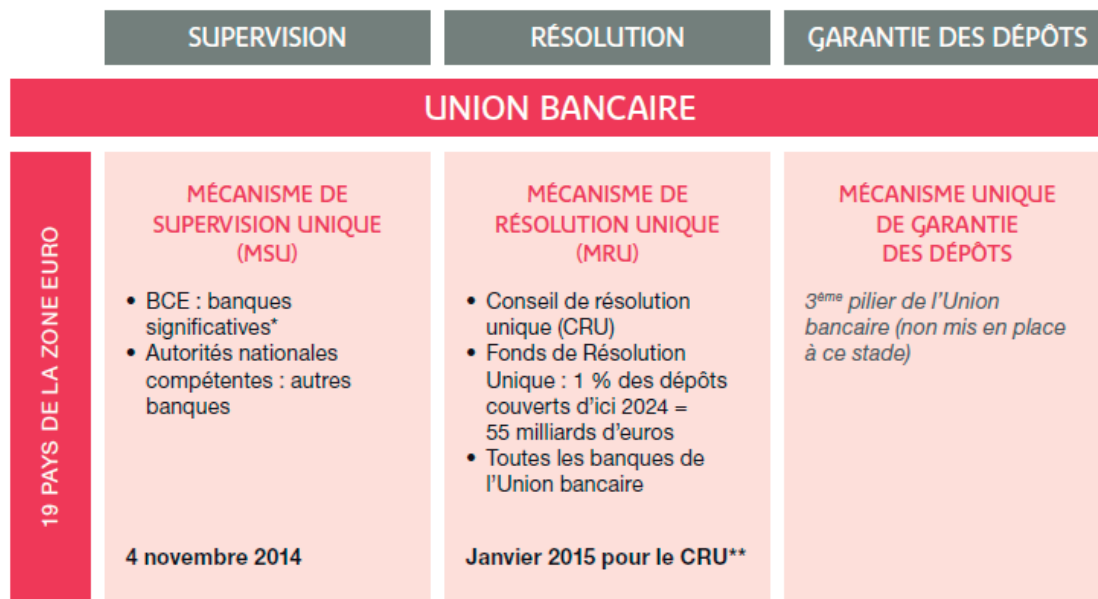 SUPERVISION
RÉSOLUTION
GARANTIE DES DÉPÔTS
UNION BANCAIRE
19 PAYS DE LA ZONE EURO
MÉCANISME DE
SUPERVISION UNIQUE
(MSU)
• BCE : banques
significatives*
• Autorités nationales
compétentes : autres
banques
4 novembre 2014
MÉCANISME DE
RÉSOLUTION UNIQUE
(MRU)
• Conseil de résolution
unique (CRU)
• Fonds de Résolution
Unique : 1 % des dépôts
couverts d'ici 2024 =
55 milliards d'euros
• Toutes les banques de
l'Union bancaire
Janvier 2015 pour le CRU**
MÉCANISME UNIQUE
DE GARANTIE
DES DÉPÔTS
3ème pilier de l'Union
bancaire (non mis en place
à ce stade)